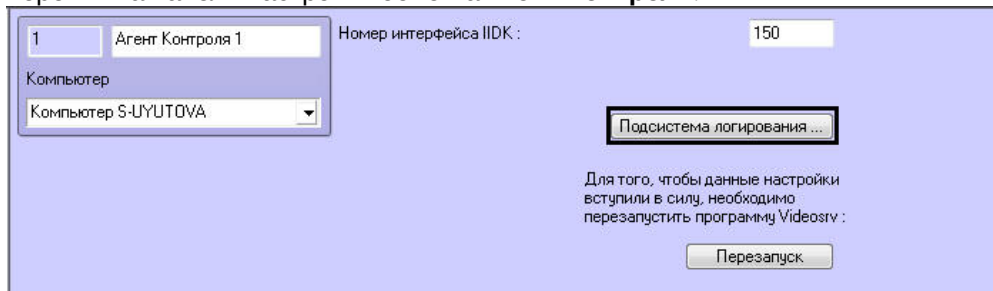 1
Агент Контроля 1
Номер интерфейса IIDK :
150
Компьютер
Компьютер S-UYUTOVA
Подсистема логирования ...
Для того, чтобы данные настройки
вступили в силу, необходимо
перезапустить программу Videosrv :
Перезапуск